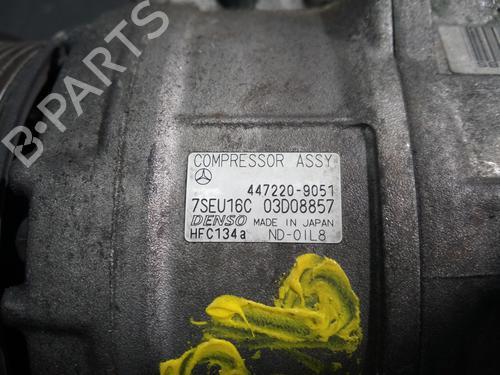 COMPRESSOR ASSY
447220-9051
7SEU16C 03D08857
DENSO MADE IN JAPAN
HFC134a ND-OIL8
B-PARTS